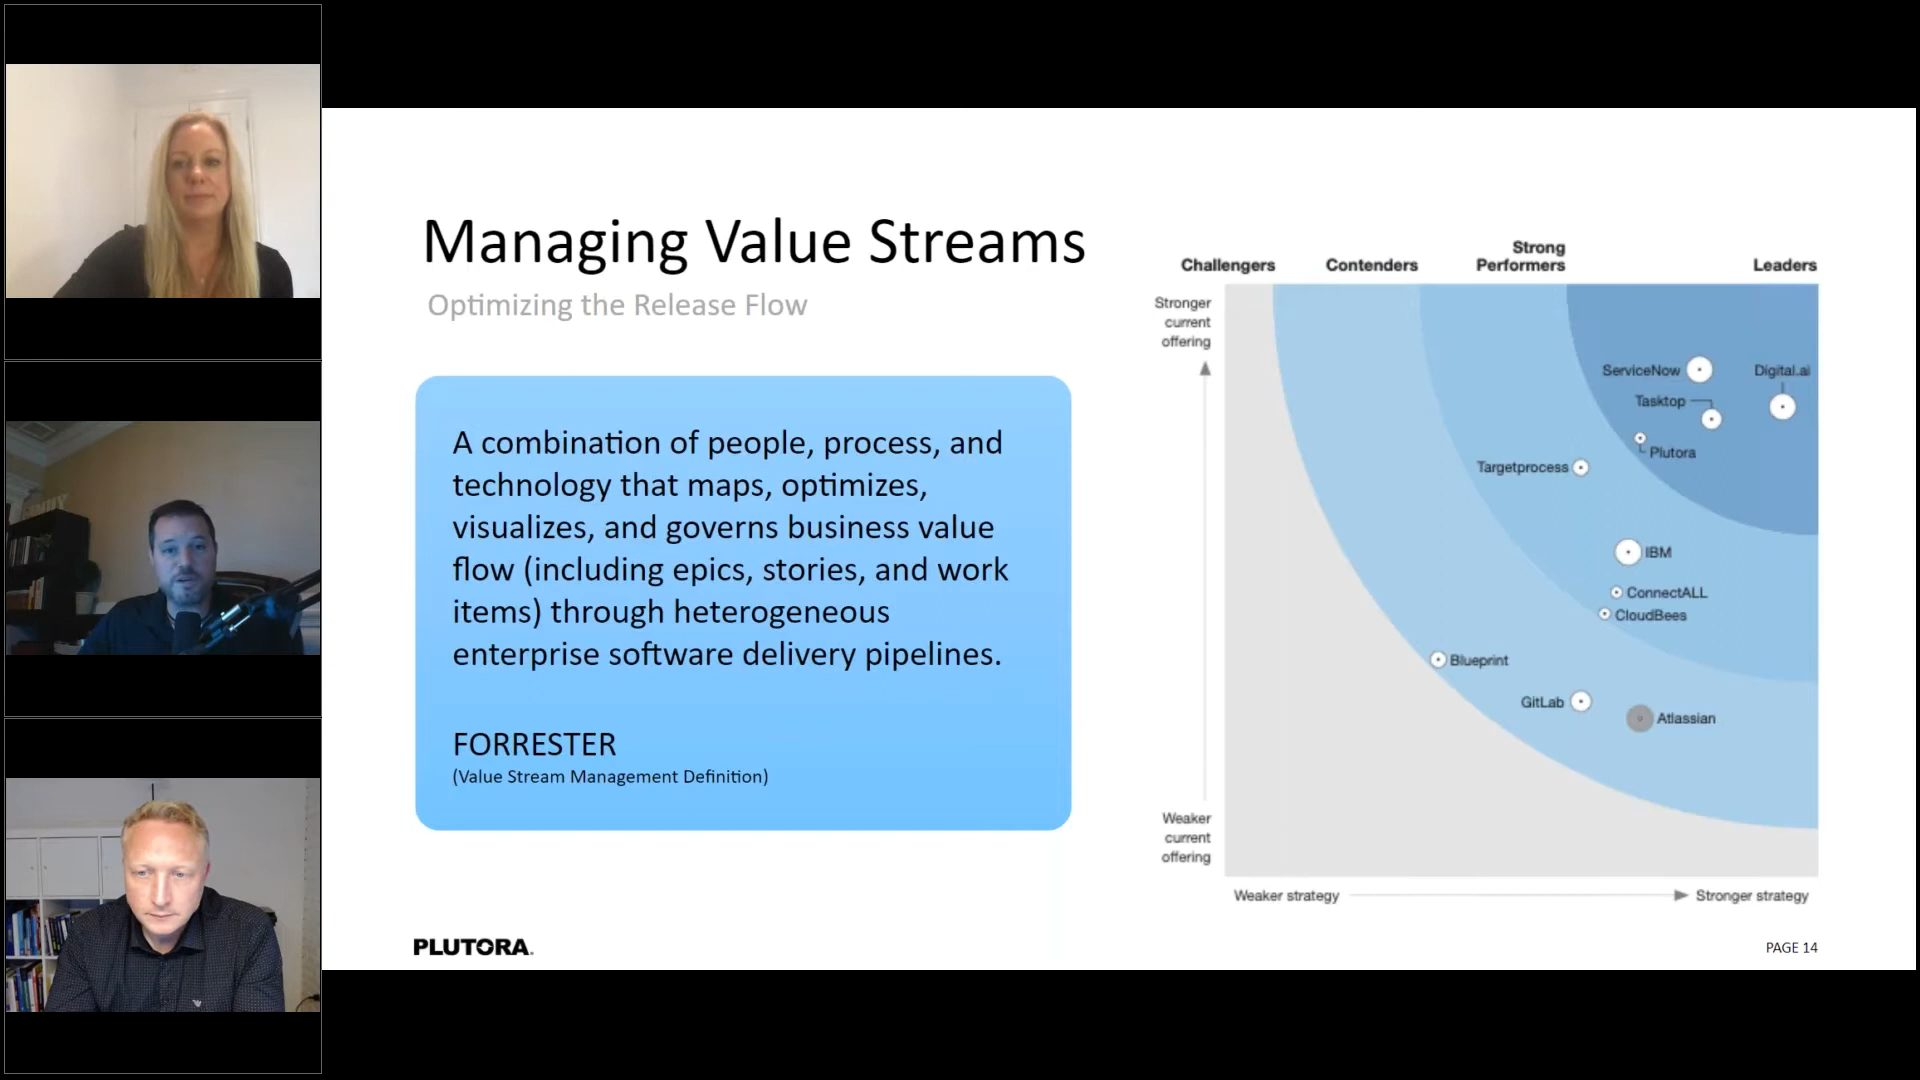 Managing Value Streams
Optimizing the Release Flow
A combination of people, process, and
technology that maps, optimizes,
visualizes, and governs business value
flow (including epics, stories, and work
items) through heterogeneous
enterprise software delivery pipelines.
FORRESTER
(Value Stream Management Definition)
Challengers
Contenders
Strong
Performers
Leaders
Stronger
current
offering
ServiceNow
Digital.ai
Tasktop
Plutora
Targetprocess
IBM
ConnectALL
CloudBees
Blueprint
GitLab
Atlassian
Weaker
current
offering
Weaker strategy
Stronger strategy
PLUTORA.
PAGE 14